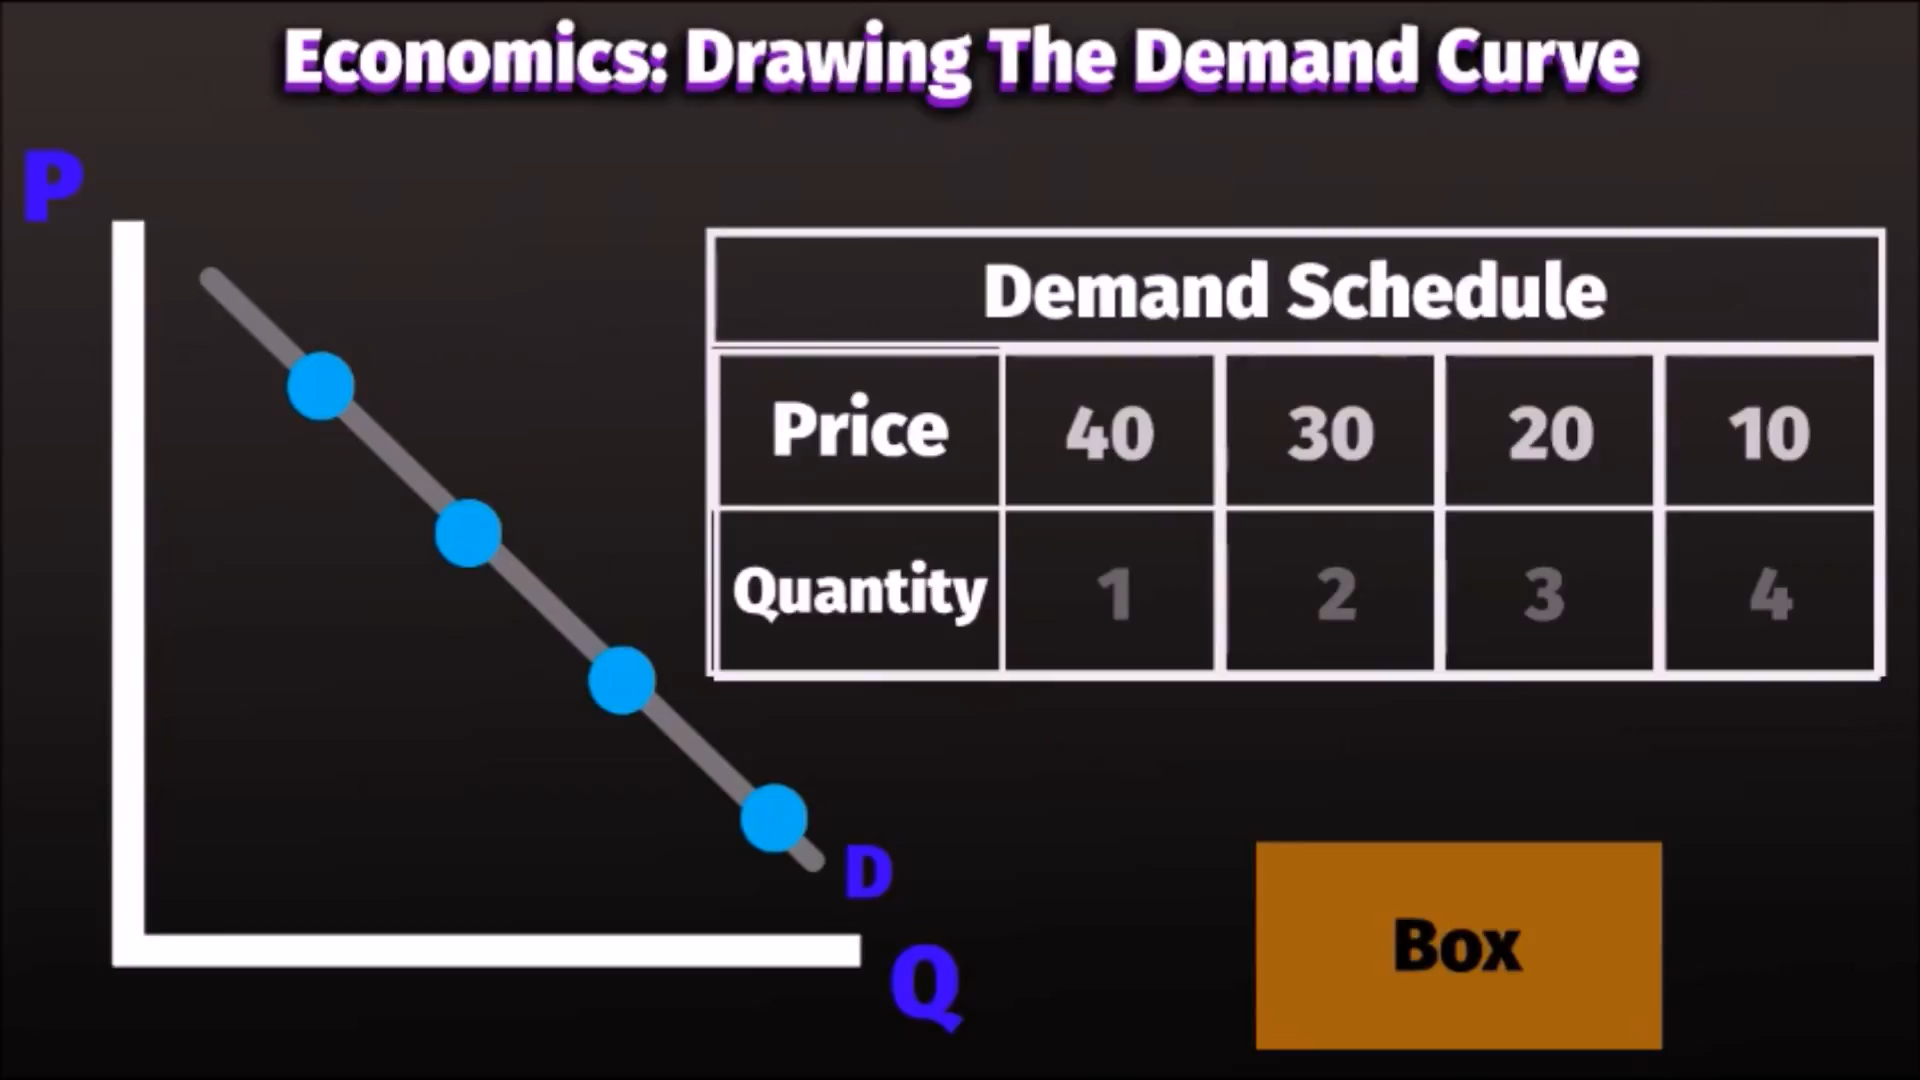 Economics: Drawing The Demand Curve
P
Demand Schedule
Price 40 30 20 10
Quantity 1 2 3 4
D
Q
Box